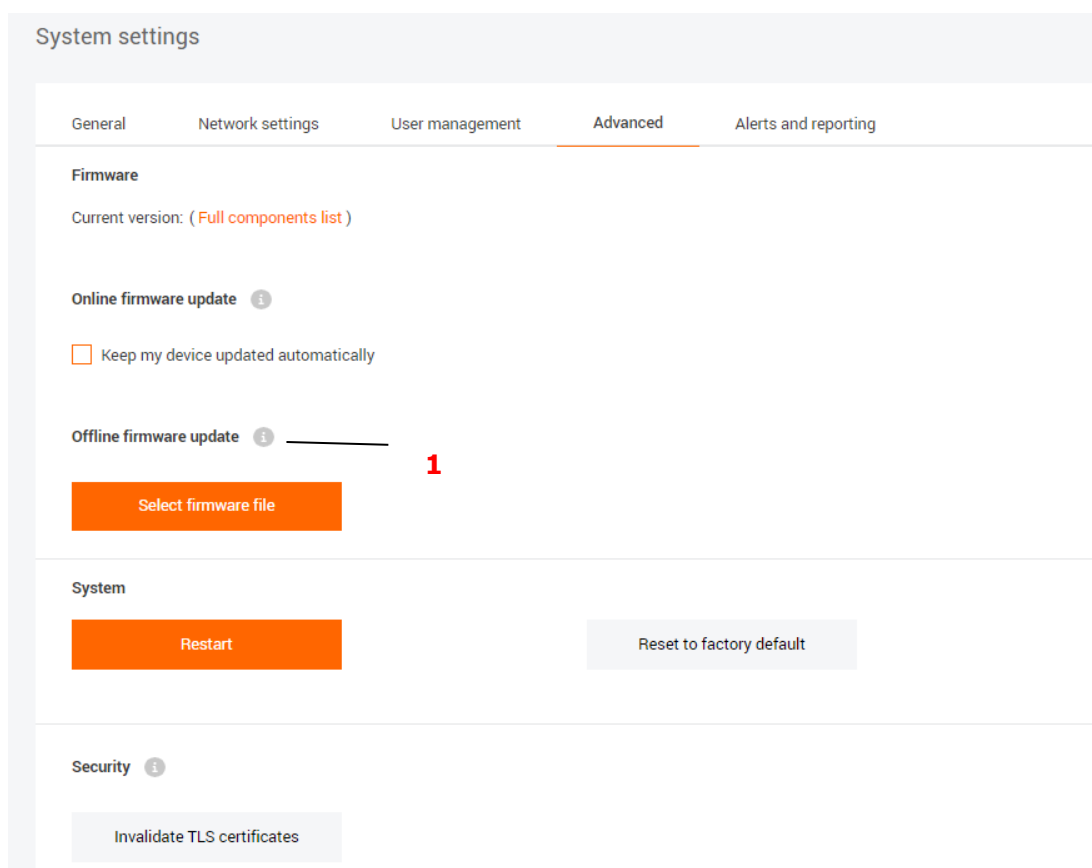 System settings
General Network settings User management Advanced Alerts and reporting
Firmware
Current version: ( Full components list )
Online firmware update
Keep my device updated automatically
Offline firmware update
1
Select firmware file
System
Restart Reset to factory default
Security
Invalidate TLS certificates